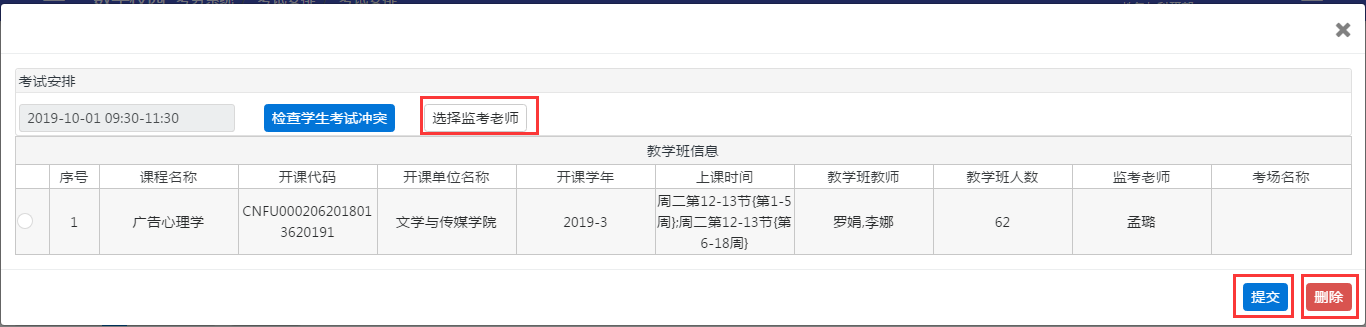 考试安排
2019-10-01 09:30-11:30 检查学生考试冲突 选择监考老师
教学班信息
序号 课程名称 开课代码 开课单位名称 开课学年 上课时间 教学班教师 教学班人数 监考老师 考场名称
1 广告心理学 CNFU000206201801
3620191 文学与传媒学院 2019-3 周二第12-13节{第1-5
周};周二第12-13节{第
6-18周} 罗娟,李娜 62 孟璐
提交 删除